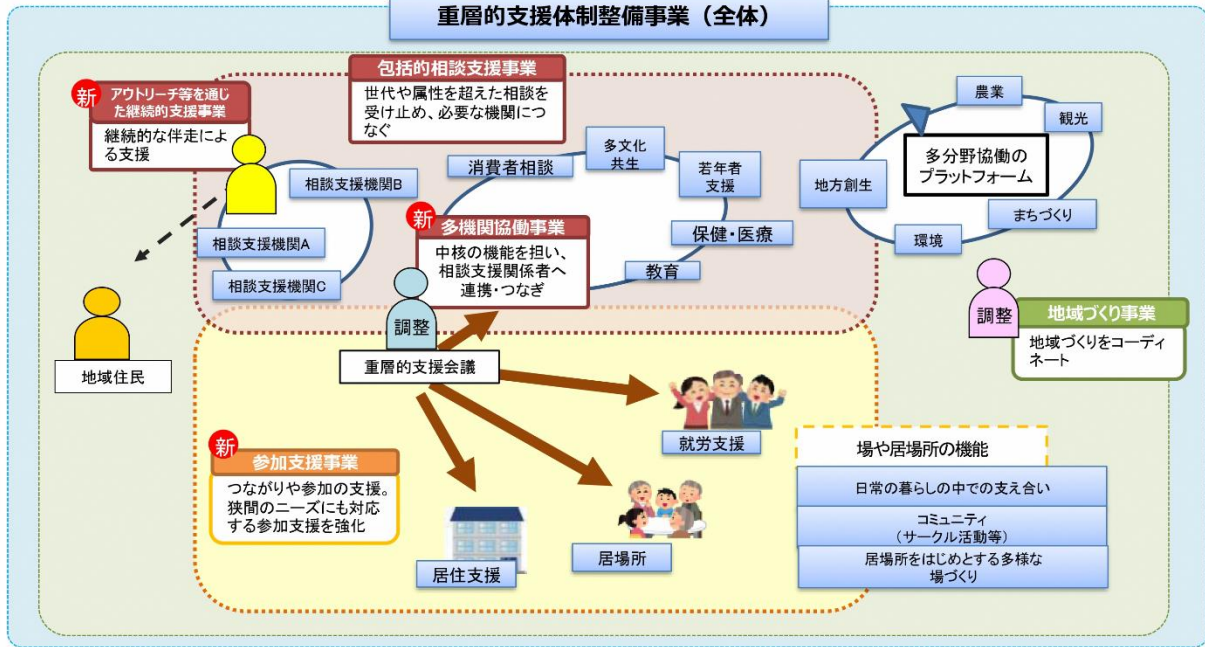 重層的支援体制整備事業（全体）
新
アウトリーチ等を通じ
た継続的支援事業
継続的な伴走によ
る支援
包括的相談支援事業
世代や属性を超えた相談を
受け止め、必要な機関につ
なぐ
相談支援機関B
相談支援機関A
相談支援機関C
消費者相談
多文化
共生
若年者
支援
保健・医療
教育
新
多機関協働事業
中核の機能を担い、
相談支援関係者へ
連携・つなぎ
調整
重層的支援会議
農業
観光
多分野協働の
プラットフォーム
地方創生
まちづくり
環境
調整
地域づくり事業
地域づくりをコーディ
ネート
地域住民
新
参加支援事業
つながりや参加の支援。
狭間のニーズにも対応
する参加支援を強化
就労支援
居場所
居住支援
場や居場所の機能
日常の暮らしの中での支え合い
コミュニティ
（サークル活動等）
居場所をはじめとする多様な
場づくり